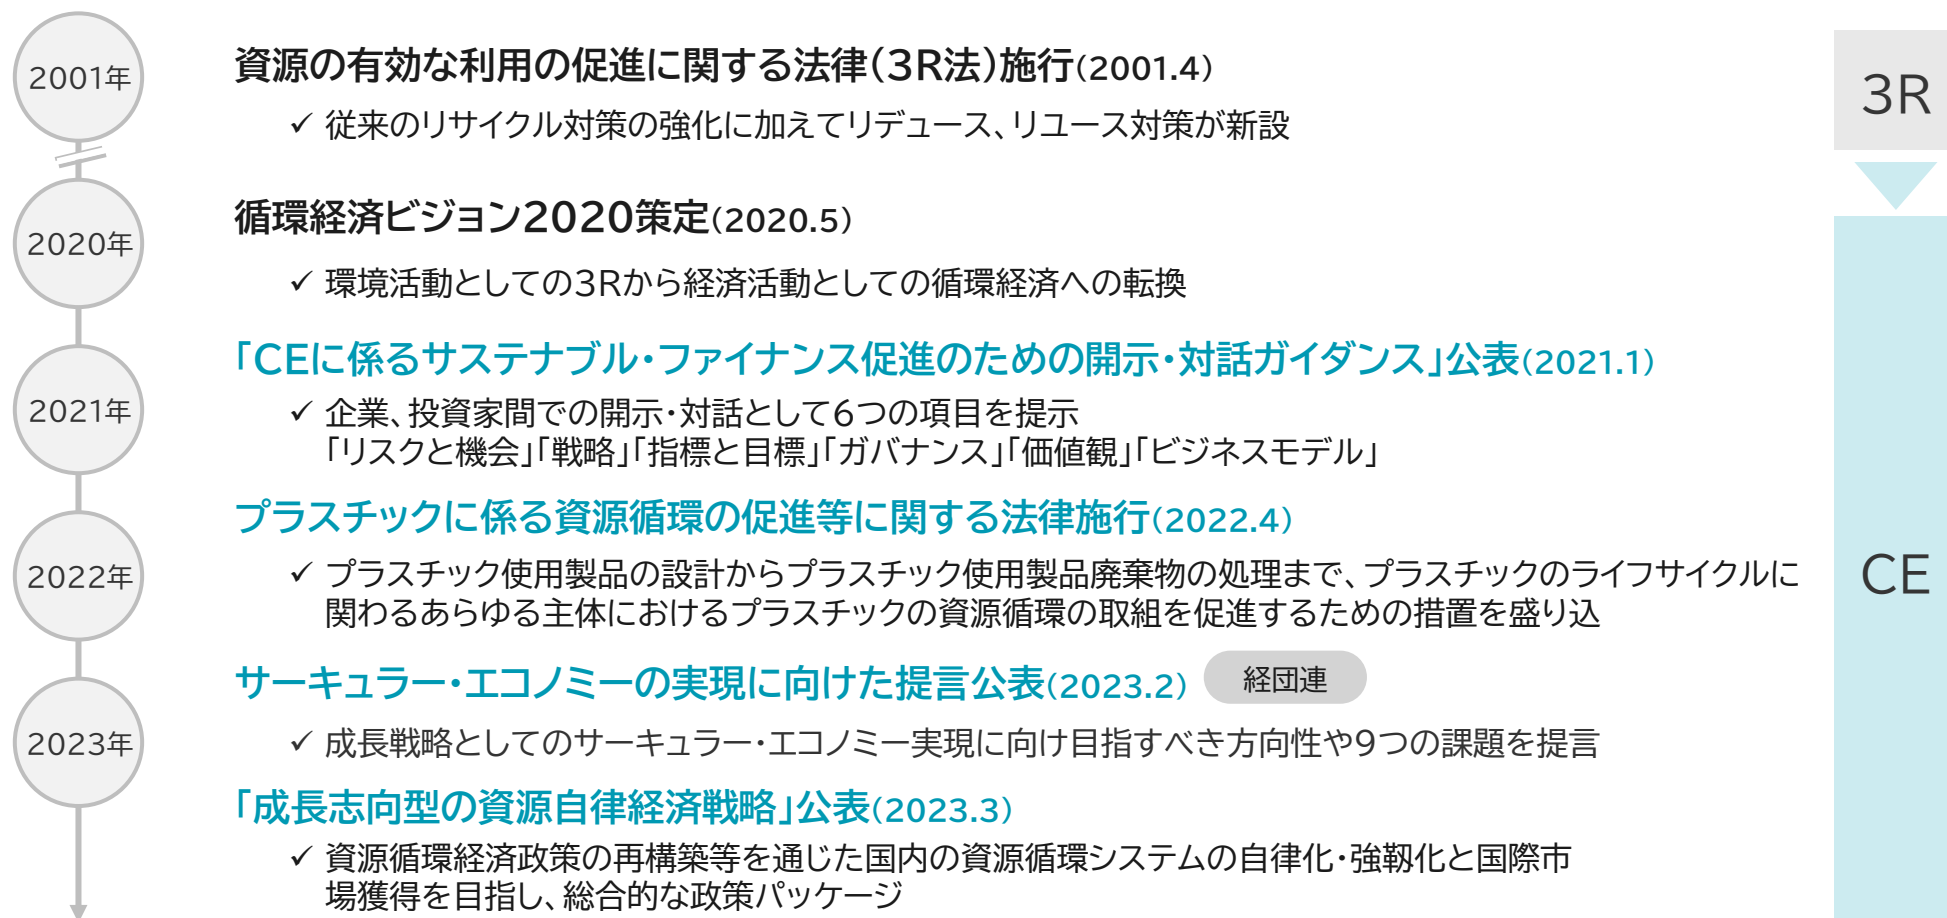 2001年
資源の有効な利用の促進に関する法律(3R法)施行(2001.4)
✓ 従来のリサイクル対策の強化に加えてリデュース、リユース対策が新設
3R
2020年
循環経済ビジョン2020策定(2020.5)
✓ 環境活動としての3Rから経済活動としての循環経済への転換
2021年
「CEに係るサステナブル・ファイナンス促進のための開示・対話ガイダンス」公表(2021.1)
✓ 企業、投資家間での開示・対話として6つの項目を提示
「リスクと機会」「戦略」「指標と目標」「ガバナンス」「価値観」「ビジネスモデル」
2022年
プラスチックに係る資源循環の促進等に関する法律施行(2022.4)
✓ プラスチック使用製品の設計からプラスチック使用製品廃棄物の処理まで、プラスチックのライフサイクルに
関わるあらゆる主体におけるプラスチックの資源循環の取組を促進するための措置を盛り込
CE
2023年
サーキュラー・エコノミーの実現に向けた提言公表(2023.2) 経団連
✓ 成長戦略としてのサーキュラー・エコノミー実現に向け目指すべき方向性や9つの課題を提言
「成長志向型の資源自律経済戦略」公表(2023.3)
✓ 資源循環経済政策の再構築等を通じた国内の資源循環システムの自律化・強靱化と国際市
場獲得を目指し、総合的な政策パッケージ